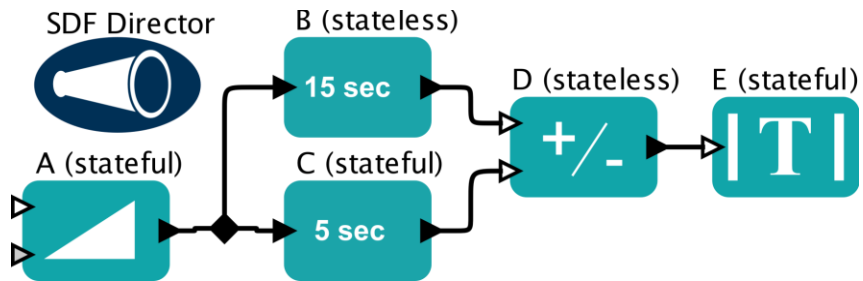 SDF Director
B (stateless)
15 sec
D (stateless)
E (stateful)
+/-
T
A (stateful)
C (stateful)
5 sec